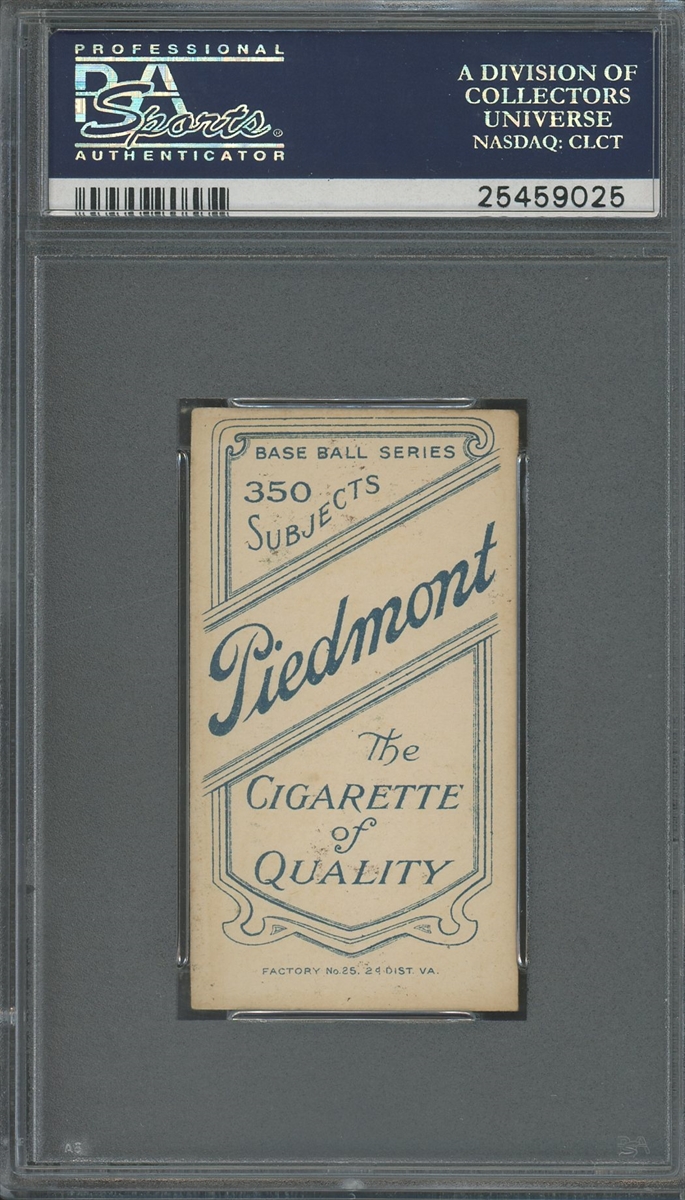 PROFESSIONAL
PSA
Sports
AUTHENTICATOR
A DIVISION OF
COLLECTORS
UNIVERSE
NASDAQ: CLCT
25459025
BASE BALL SERIES
350
SUBJECTS
Piedmont
The
CIGARETTE
of
QUALITY
FACTORY No. 25. 2d DIST. VA.
PSA